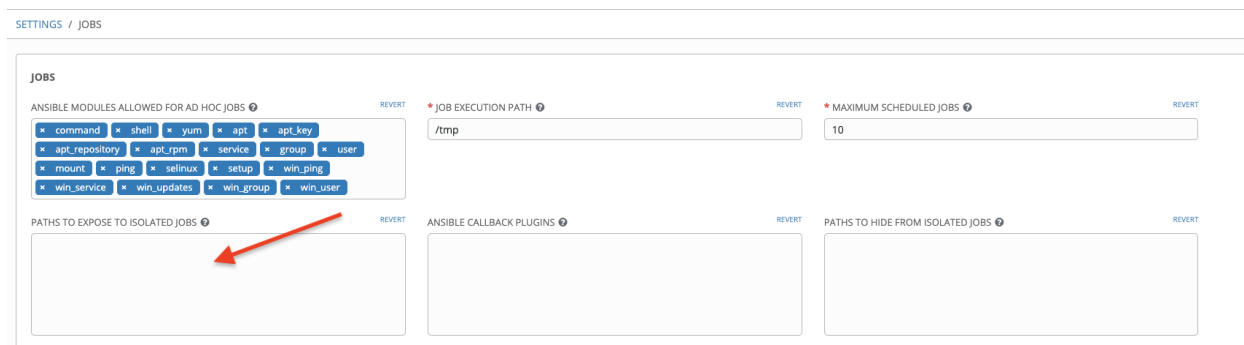 SETTINGS / JOBS
JOBS
ANSIBLE MODULES ALLOWED FOR AD HOC JOBS ? REVERT
* JOB EXECUTION PATH ? REVERT
* MAXIMUM SCHEDULED JOBS ? REVERT
× command × shell × yum × apt × apt_key
× apt_repository × apt_rpm × service × group × user
× mount × ping × selinux × setup × win_ping
× win_service × win_updates × win_group × win_user
/tmp
10
PATHS TO EXPOSE TO ISOLATED JOBS ? REVERT
ANSIBLE CALLBACK PLUGINS ? REVERT
PATHS TO HIDE FROM ISOLATED JOBS ? REVERT